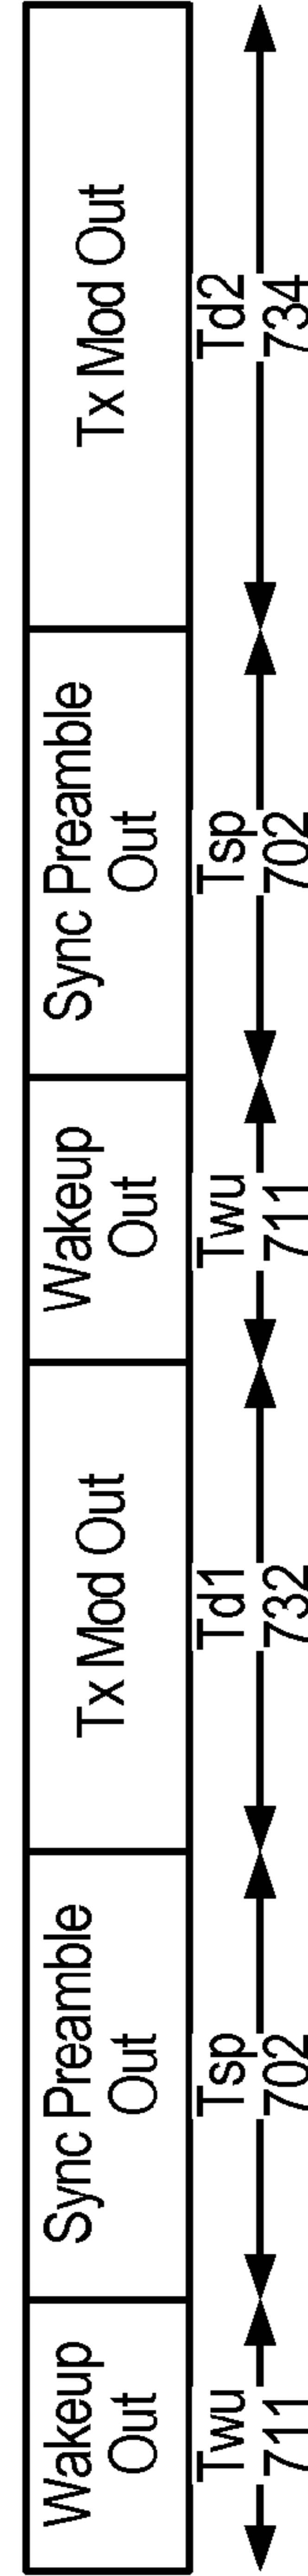 Wakeup
Out
Sync Preamble
Out
Tx Mod Out
Wakeup
Out
Sync Preamble
Out
Tx Mod Out
Twu
711
Tsp
702
Td1
732
Twu
711
Tsp
702
Td2
734